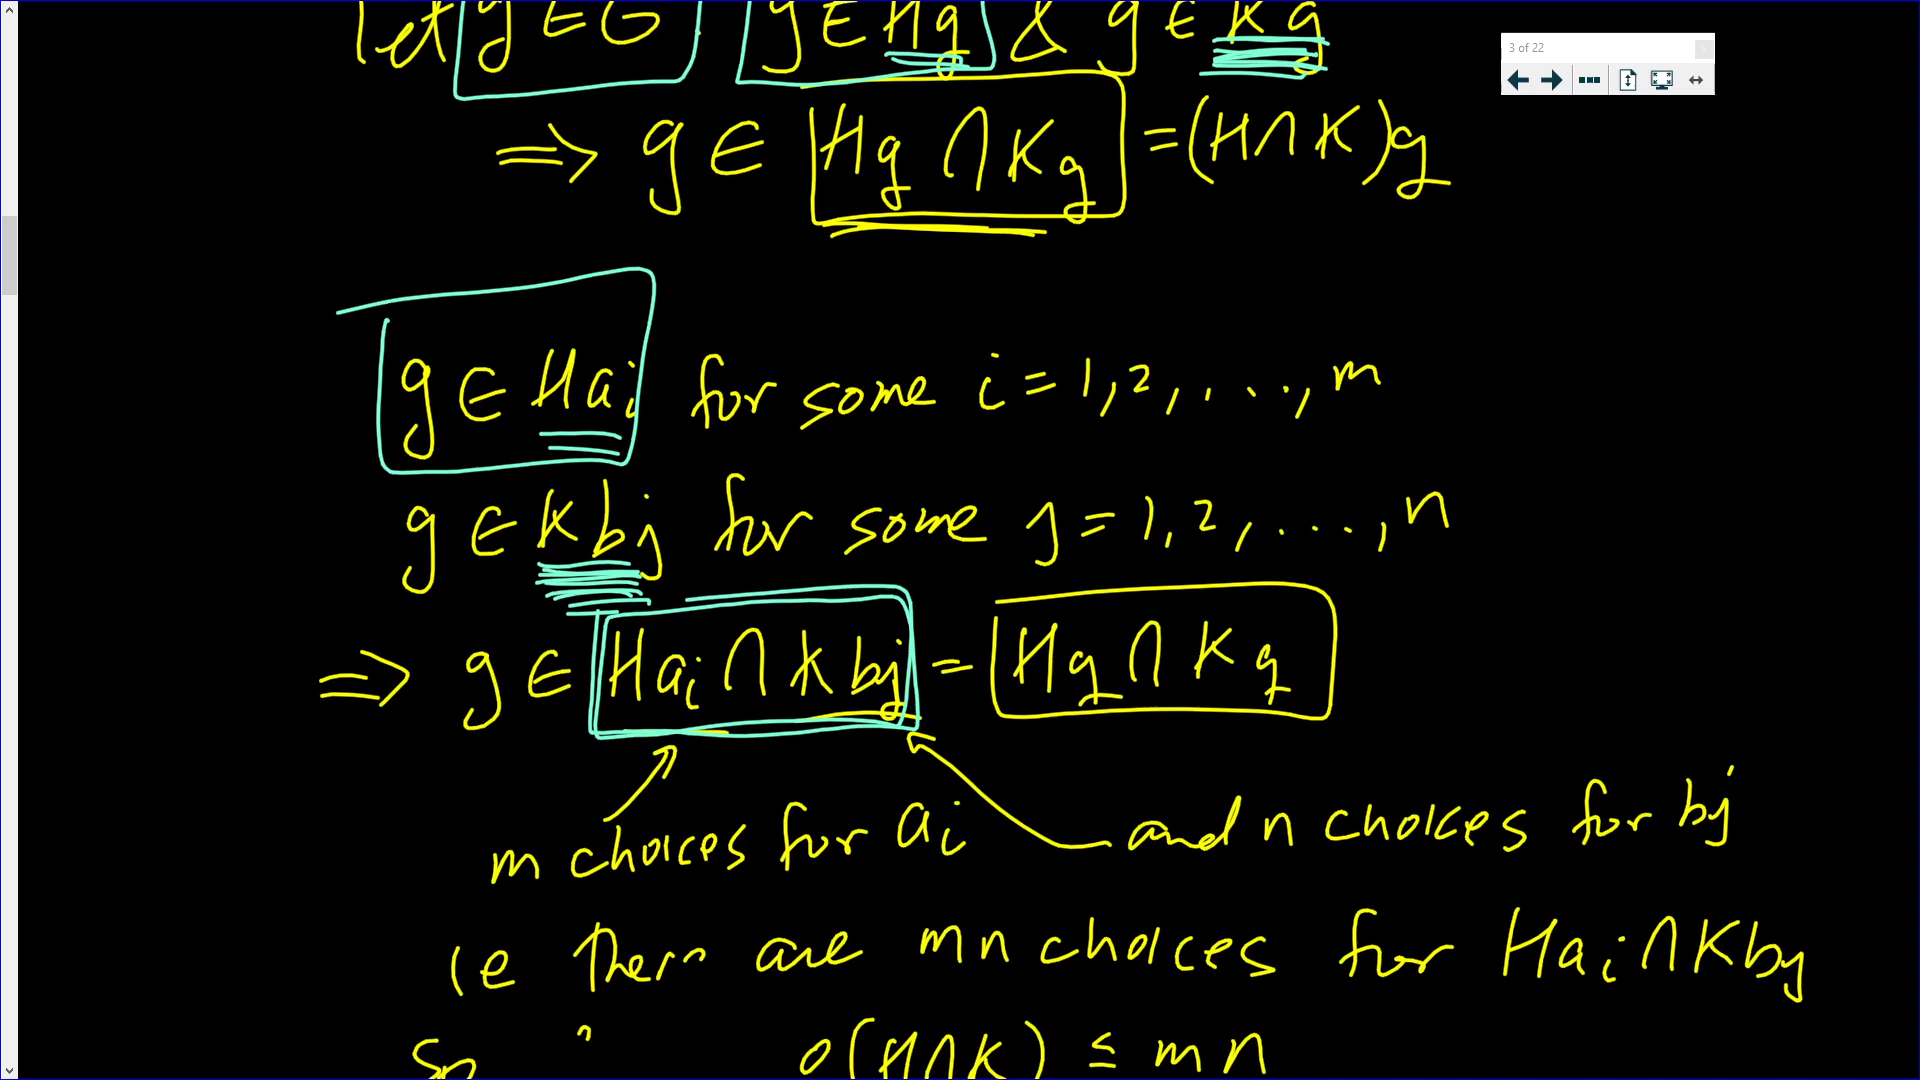 let g ∈ G g ∈ Hg & g ∈ Kg
3 of 22
⇒ g ∈ Hg ∩ Kg = (H∩K)g
g ∈ Hai for some i = 1, 2, . . ., m
g ∈ Kbj for some j = 1, 2, . . . , n
⇒ g ∈ Hai ∩ Kbj = Hg ∩ Kg
m choices for ai and n choices for bj
ie there are mn choices for Hai ∩ Kbj
So o(H∩K) ≤ mn